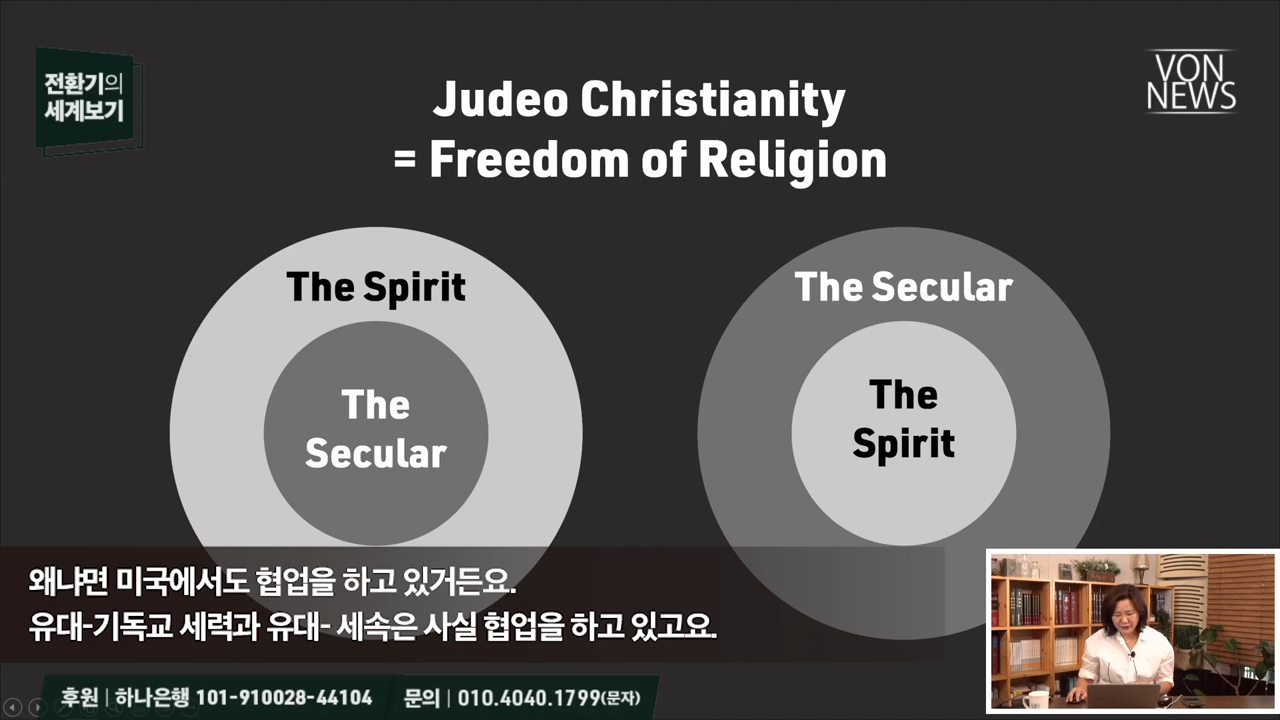 전환기의
세계보기
Judeo Christianity
= Freedom of Religion
VON
NEWS
The Spirit
The
Secular
The Secular
The
Spirit
왜냐면 미국에서도 협업을 하고 있거든요.
유대-기독교 세력과 유대- 세속은 사실 협업을 하고 있고요.
후원 | 하나은행 101-910028-44104
문의 | 010.4040.1799(문자)